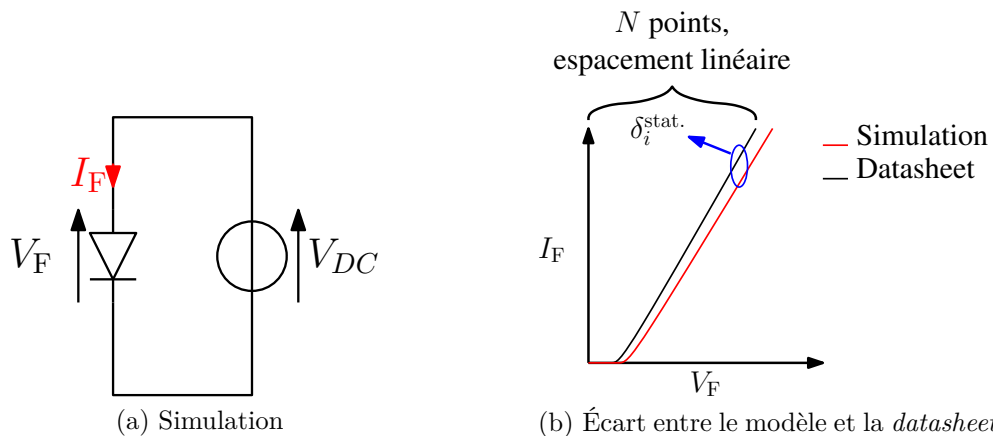 I_F
V_F
V_DC
(a) Simulation
N points,
espacement linéaire
δ_i^stat.
Simulation
Datasheet
I_F
V_F
(b) Écart entre le modèle et la datasheet